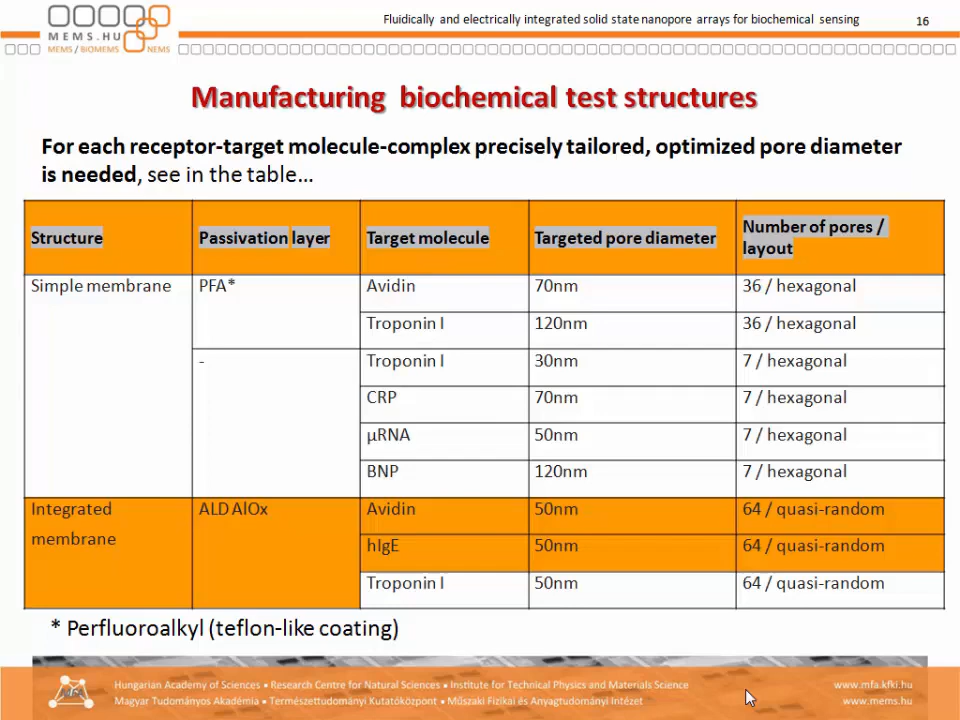 Fluidically and electrically integrated solid state nanopore arrays for biochemical sensing 16
MEMS.HU
MEMS / BIOMEMS NEMS
Manufacturing biochemical test structures
For each receptor-target molecule-complex precisely tailored, optimized pore diameter
is needed, see in the table...
Structure Passivation layer Target molecule Targeted pore diameter Number of pores / layout
Simple membrane PFA* Avidin 70nm 36 / hexagonal
Troponin I 120nm 36 / hexagonal
- Troponin I 30nm 7 / hexagonal
CRP 70nm 7 / hexagonal
µRNA 50nm 7 / hexagonal
BNP 120nm 7 / hexagonal
Integrated membrane ALD AlOx Avidin 50nm 64 / quasi-random
hIgE 50nm 64 / quasi-random
Troponin I 50nm 64 / quasi-random
* Perfluoroalkyl (teflon-like coating)
MFA
Hungarian Academy of Sciences • Research Centre for Natural Sciences • Institute for Technical Physics and Materials Science www.mfa.kfki.hu
Magyar Tudományos Akadémia • Természettudományi Kutatóközpont • Műszaki Fizikai és Anyagtudományi Intézet www.mems.hu